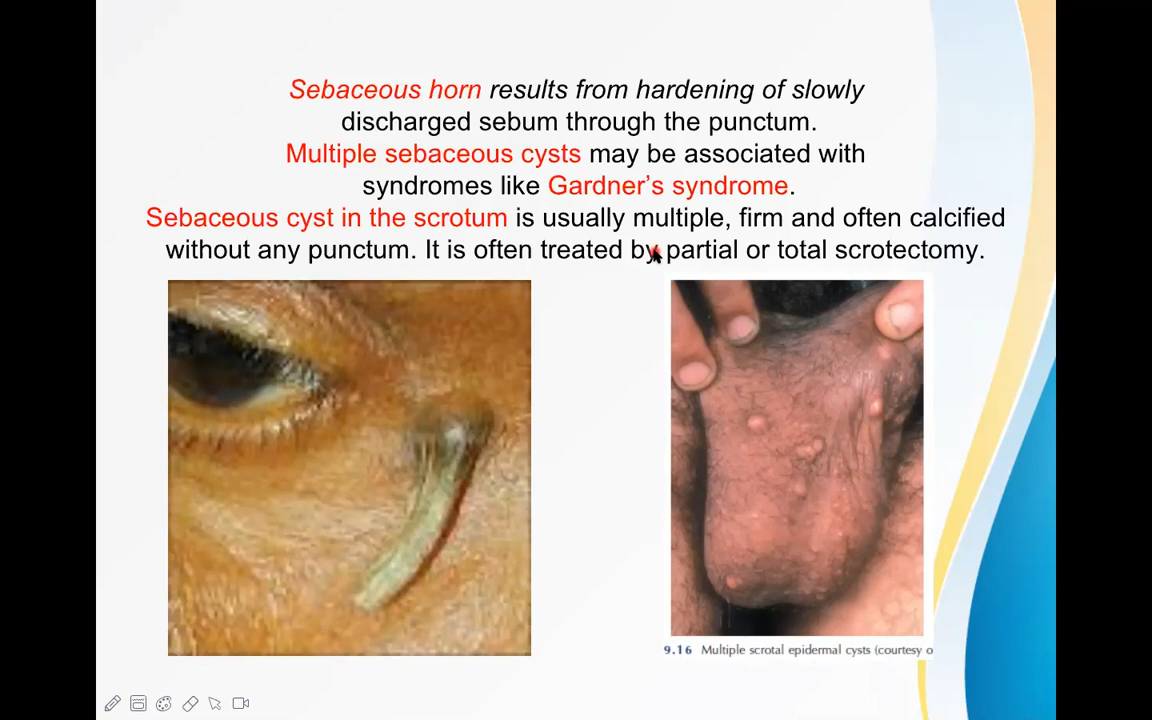 Sebaceous horn results from hardening of slowly
discharged sebum through the punctum.
Multiple sebaceous cysts may be associated with
syndromes like Gardner’s syndrome.
Sebaceous cyst in the scrotum is usually multiple, firm and often calcified
without any punctum. It is often treated by partial or total scrotectomy.
9.16 Multiple scrotal epidermal cysts (courtesy o